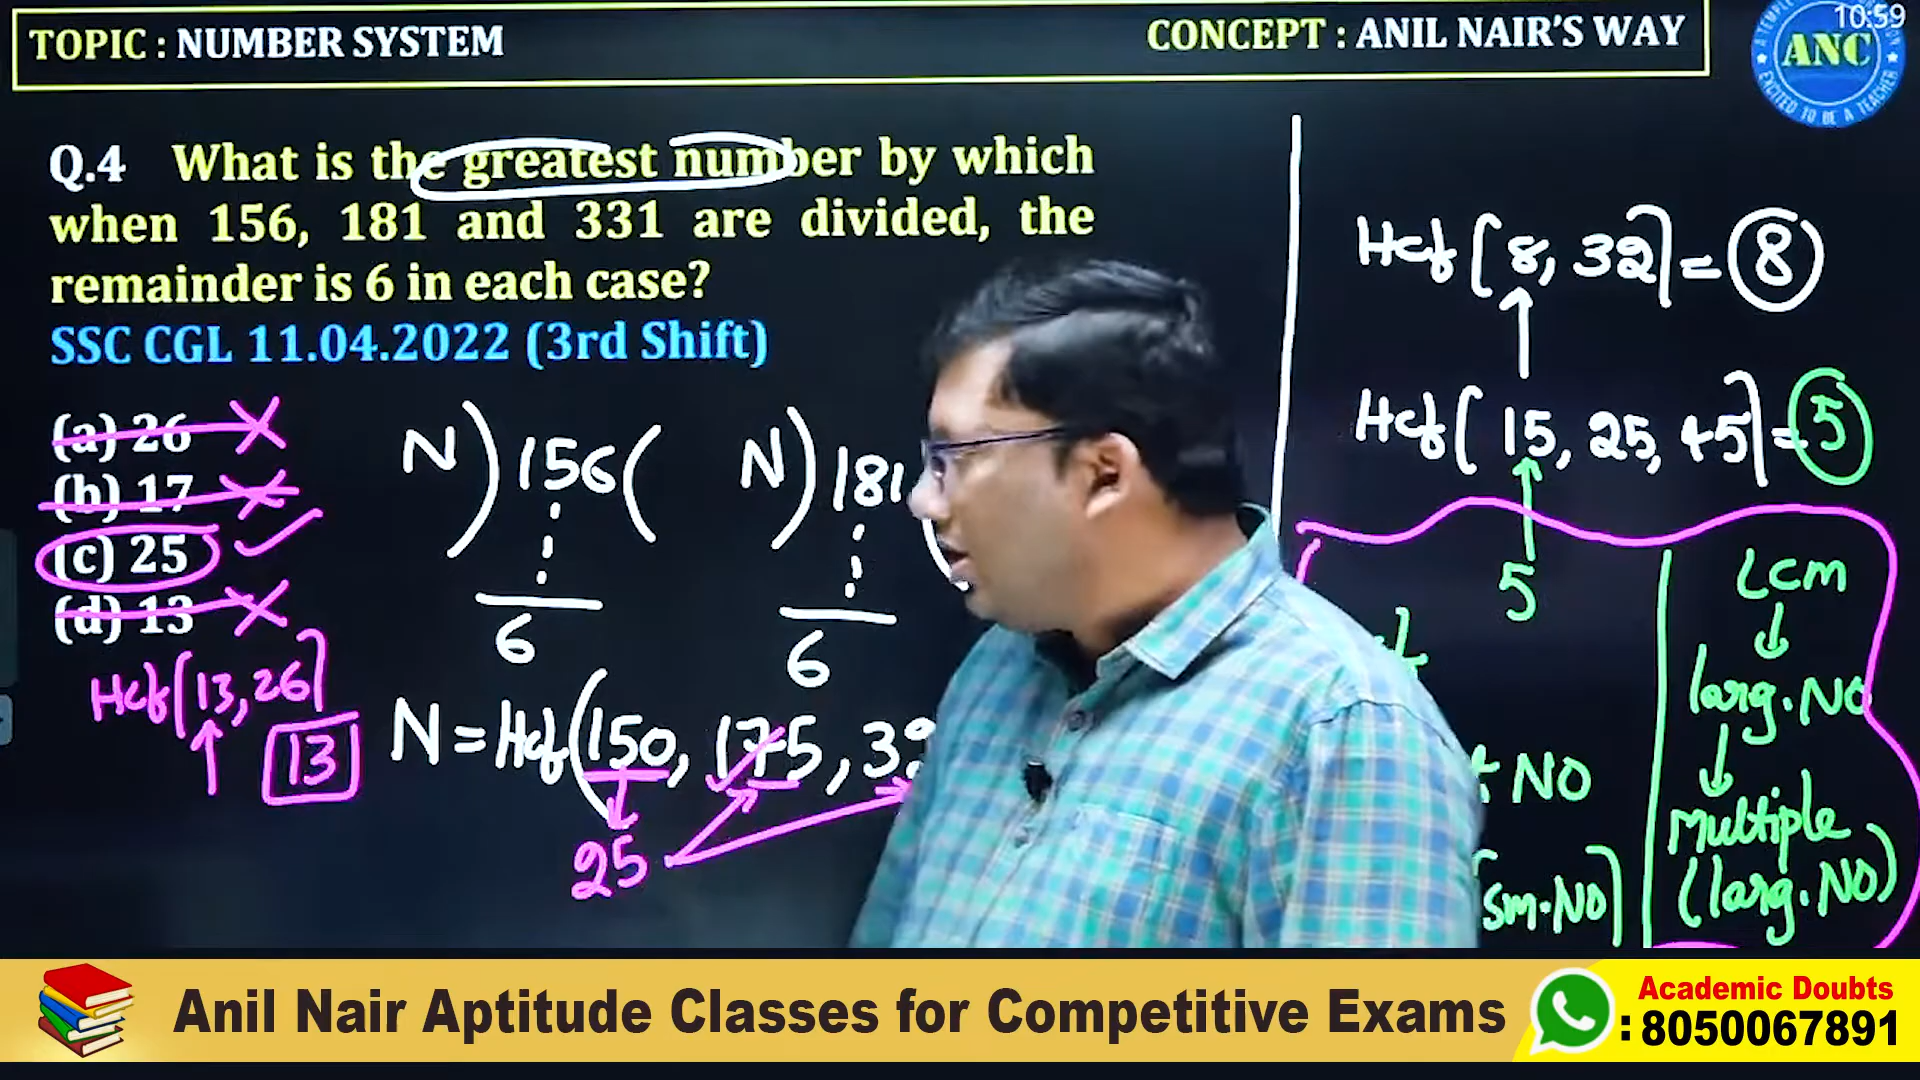 TOPIC : NUMBER SYSTEM
CONCEPT : ANIL NAIR'S WAY
10:59
ANC
EXCITED TO BE A TEACHER
Q.4 What is the greatest number by which
when 156, 181 and 331 are divided, the
remainder is 6 in each case?
SSC CGL 11.04.2022 (3rd Shift)
(a) 26
(b) 17
(c) 25
(d) 13
Hcf[13,26]
13
N)156(
6
N)181
6
N = Hcf(150, 175, 3
25
Hcf[8, 32] = 8
Hcf[15, 25, 45] = 5
5
NO
[sm.NO]
LCM
larg.NO
Multiple
(larg.NO)
Anil Nair Aptitude Classes for Competitive Exams
Academic Doubts
: 8050067891